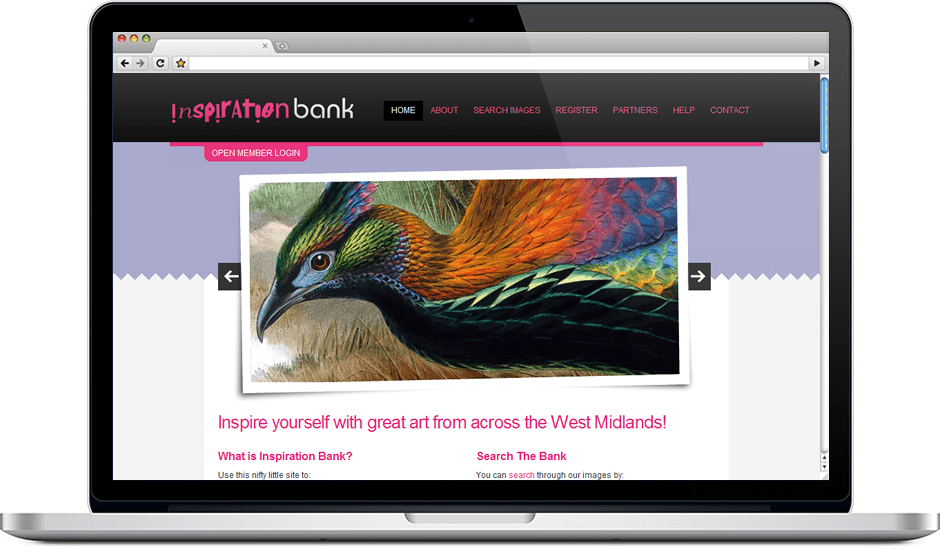 inspiration bank
HOME ABOUT SEARCH IMAGES REGISTER PARTNERS HELP CONTACT
OPEN MEMBER LOGIN
Inspire yourself with great art from across the West Midlands!
What is Inspiration Bank?
Use this nifty little site to:
Search The Bank
You can search through our images by: